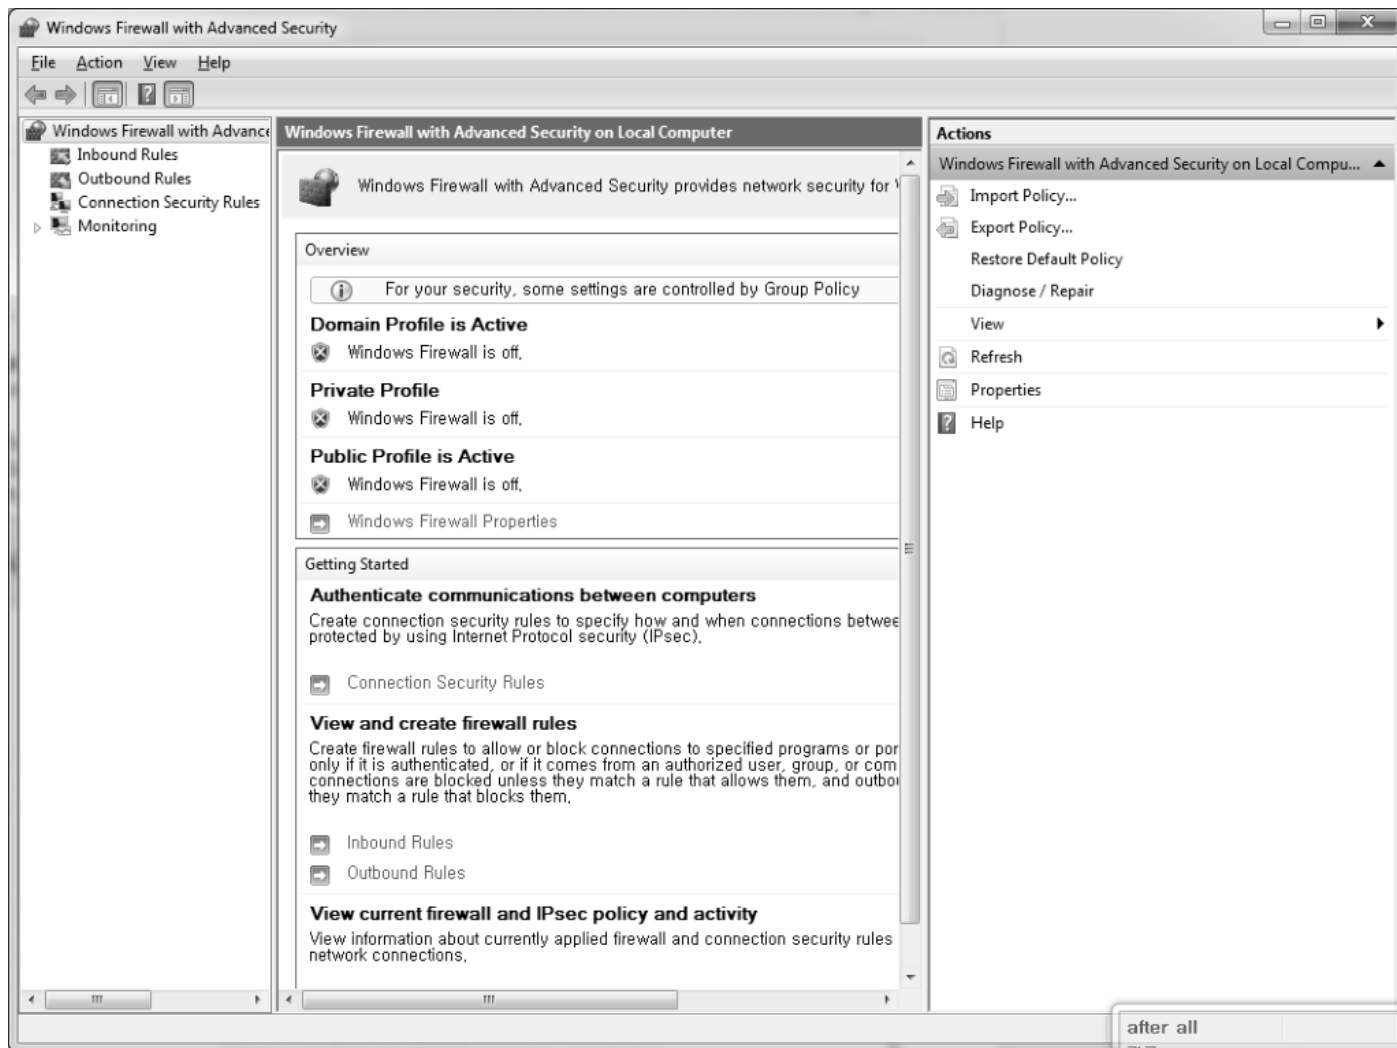 Windows Firewall with Advanced Security
File Action View Help
Windows Firewall with Advance
Inbound Rules
Outbound Rules
Connection Security Rules
Monitoring
Windows Firewall with Advanced Security on Local Computer
Windows Firewall with Advanced Security provides network security for
Overview
For your security, some settings are controlled by Group Policy
Domain Profile is Active
Windows Firewall is off.
Private Profile
Windows Firewall is off.
Public Profile is Active
Windows Firewall is off.
Windows Firewall Properties
Getting Started
Authenticate communications between computers
Create connection security rules to specify how and when connections betwee
protected by using Internet Protocol security (IPsec).
Connection Security Rules
View and create firewall rules
Create firewall rules to allow or block connections to specified programs or por
only if it is authenticated, or if it comes from an authorized user, group, or com
connections are blocked unless they match a rule that allows them, and outbou
they match a rule that blocks them.
Inbound Rules
Outbound Rules
View current firewall and IPsec policy and activity
View information about currently applied firewall and connection security rules
network connections.
Actions
Windows Firewall with Advanced Security on Local Compu...
Import Policy...
Export Policy...
Restore Default Policy
Diagnose / Repair
View
Refresh
Properties
Help
after all